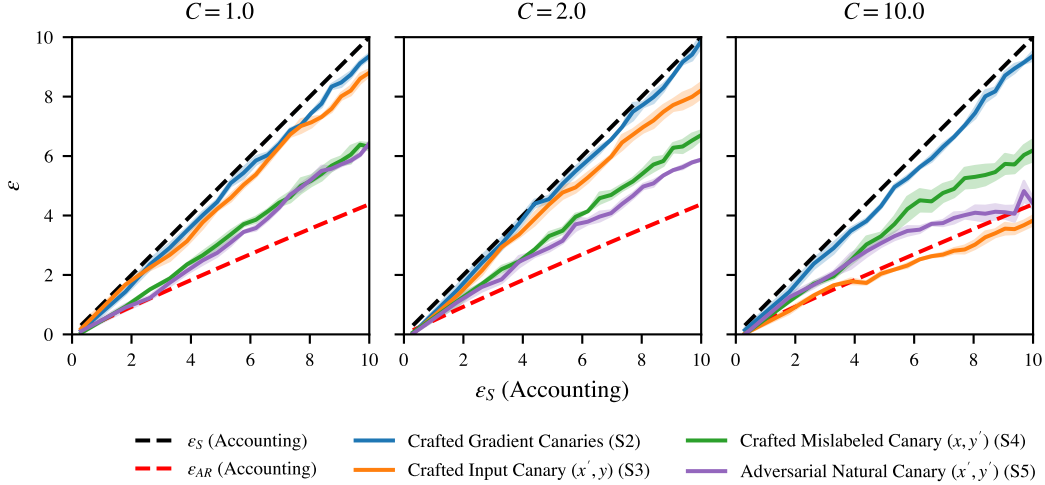 C = 1.0
C = 2.0
C = 10.0
ε
10
8
6
4
2
0
0 2 4 6 8 10
0 2 4 6 8 10
0 2 4 6 8 10
ε_S (Accounting)
ε_S (Accounting)
ε_AR (Accounting)
Crafted Gradient Canaries (S2)
Crafted Input Canary (x′, y) (S3)
Crafted Mislabeled Canary (x, y′) (S4)
Adversarial Natural Canary (x′, y′) (S5)